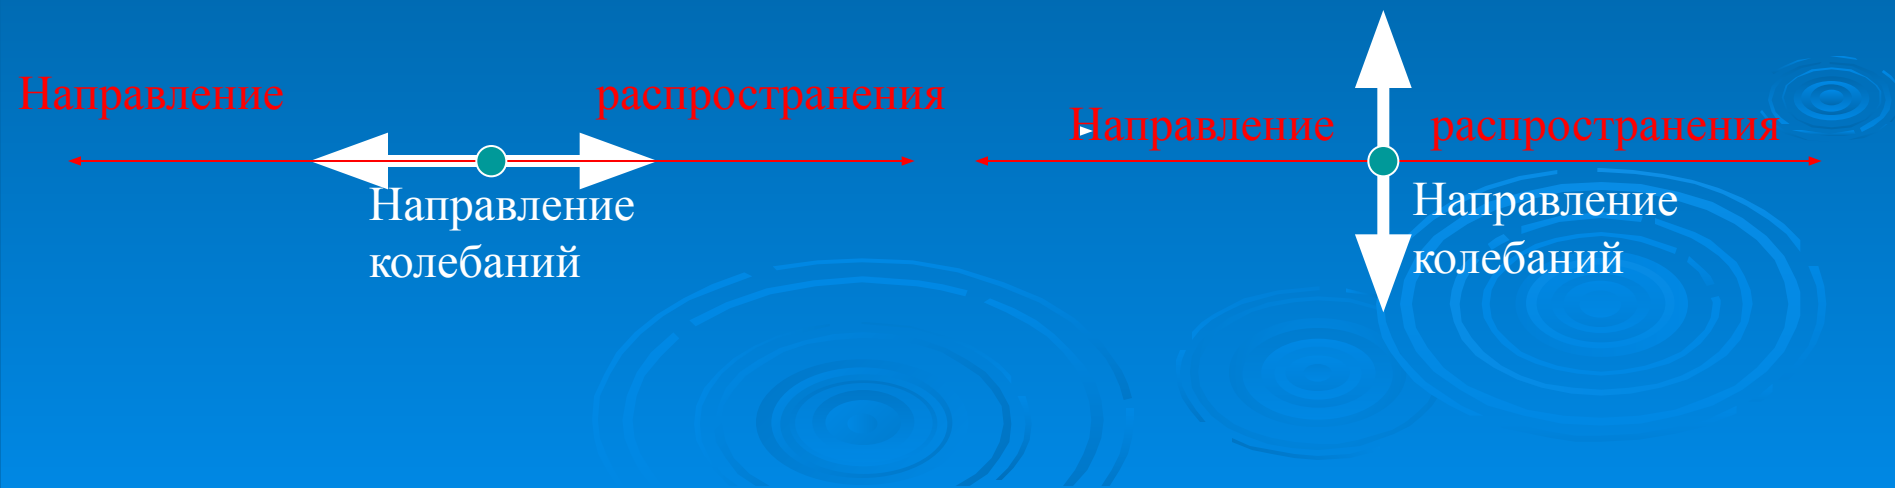 Направление распространения
Направление
колебаний
Направление распространения
Направление
колебаний